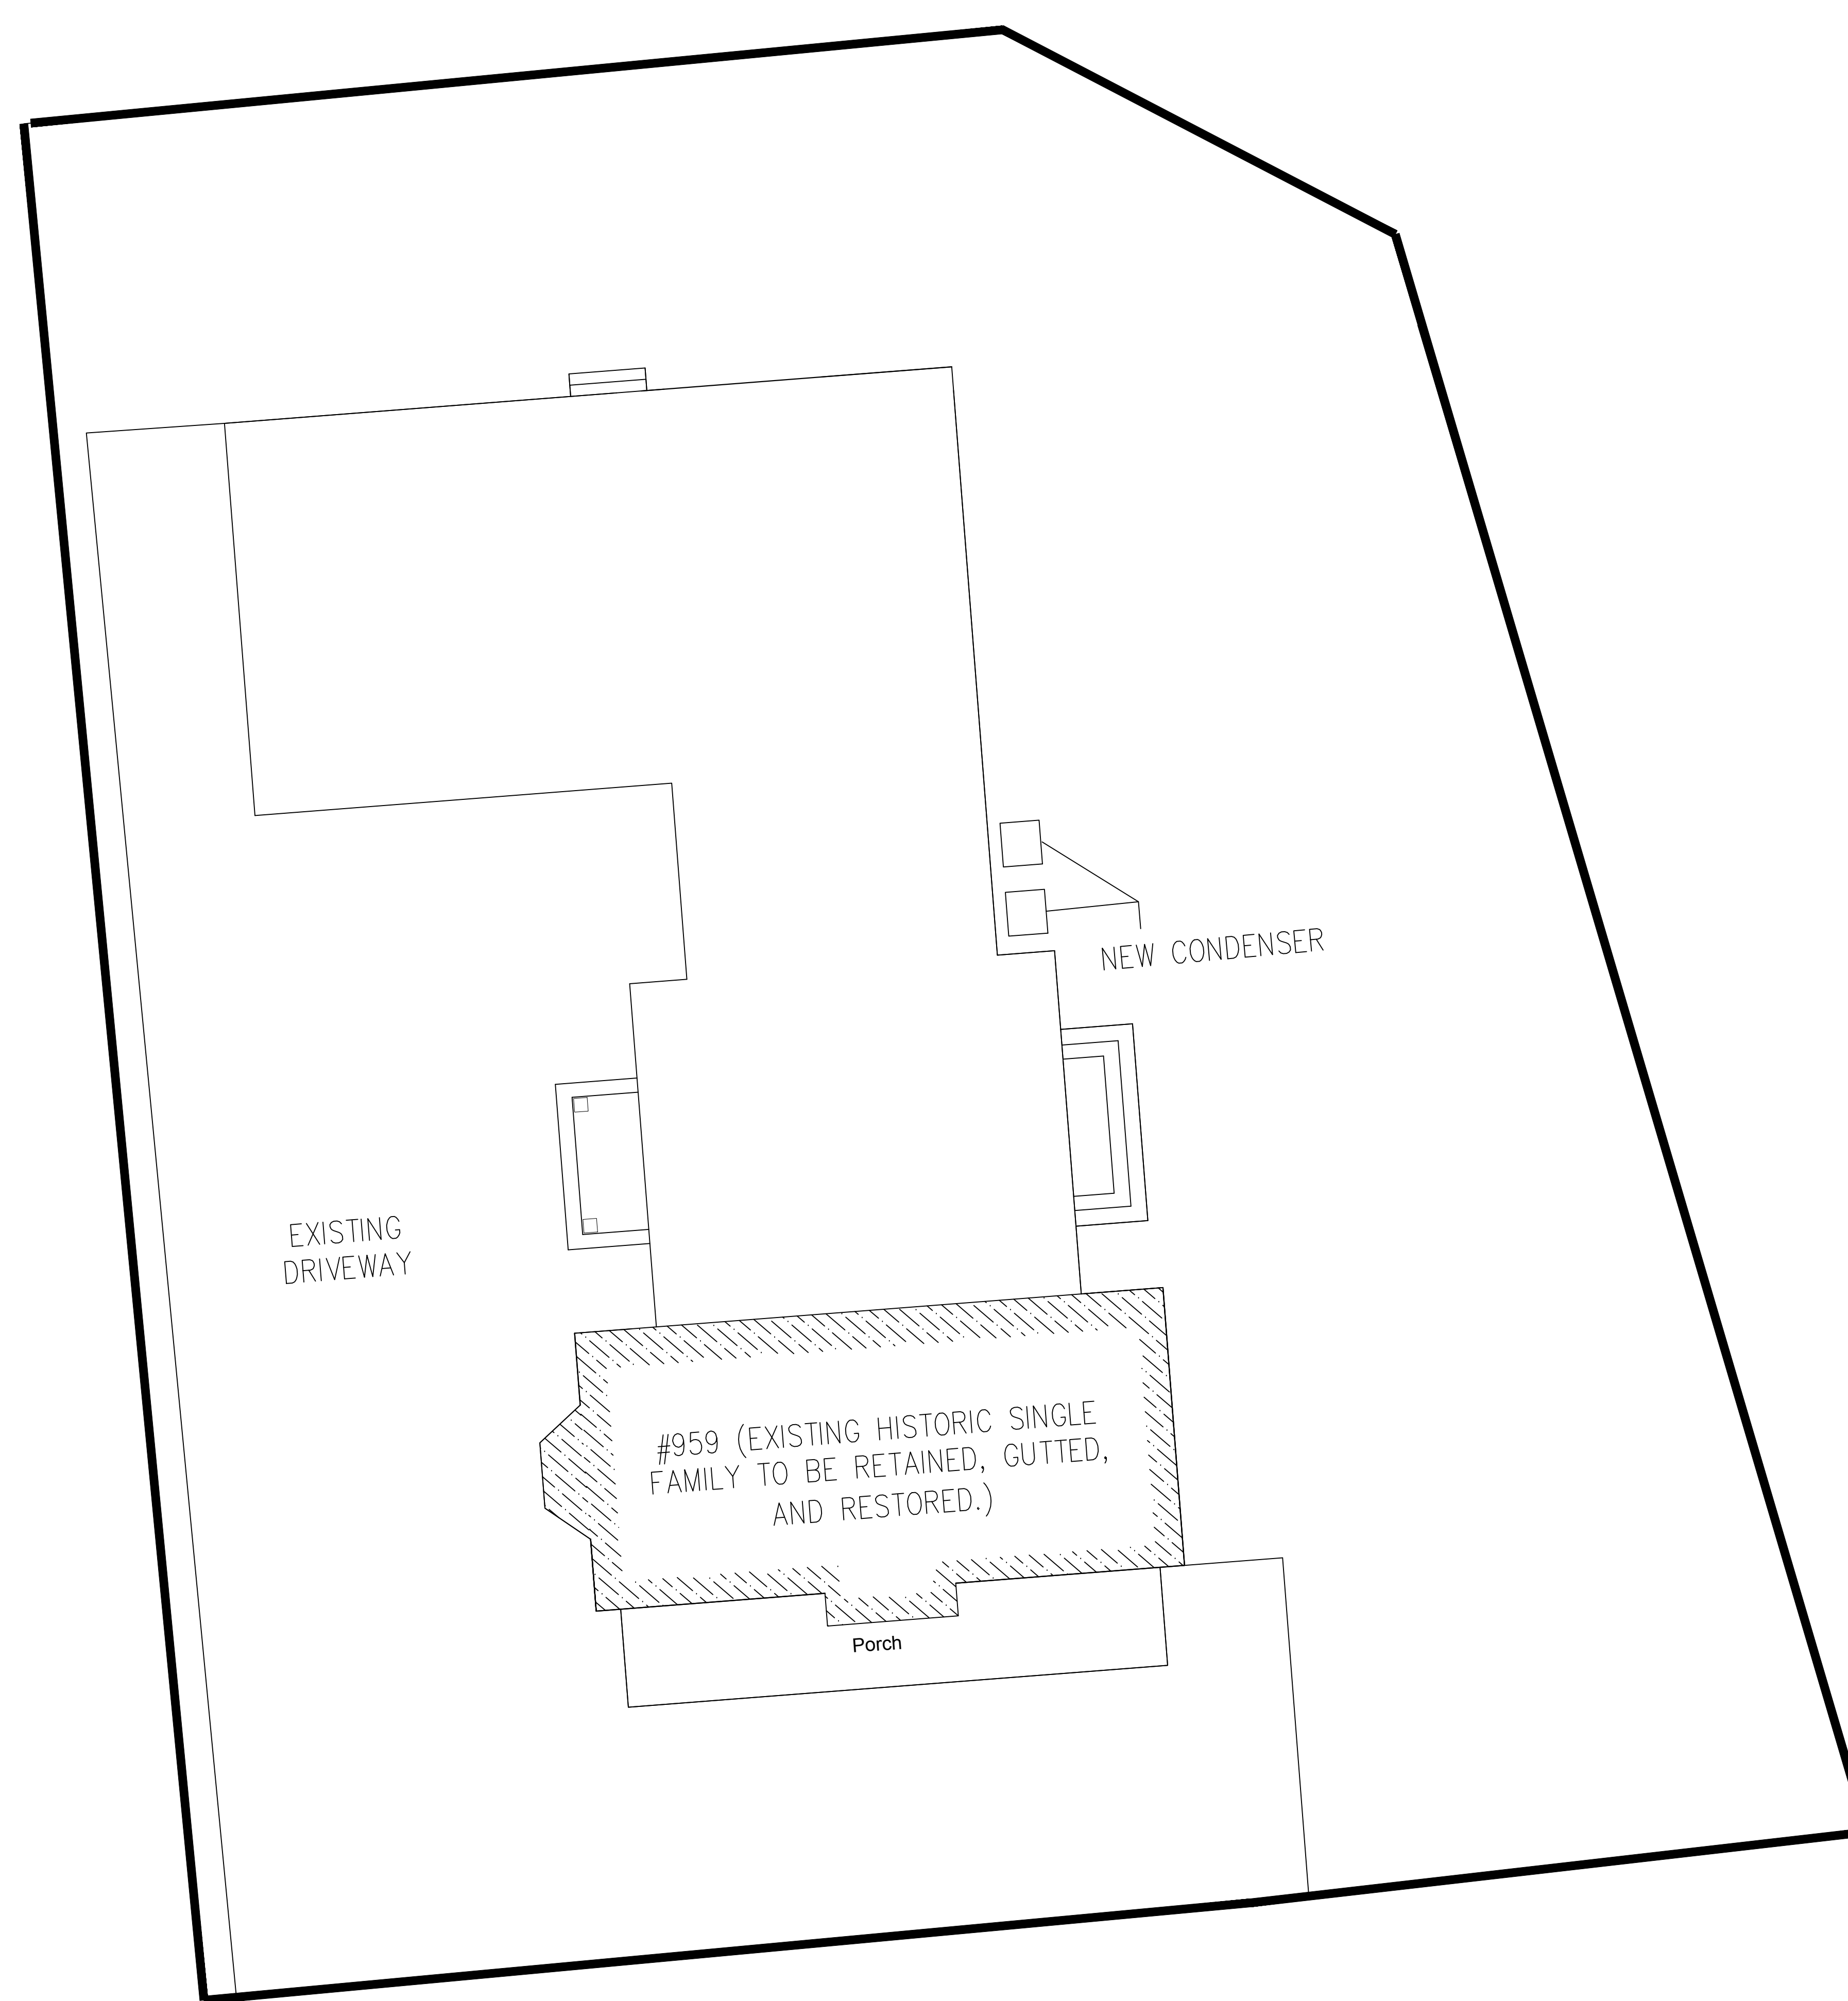 NEW CONDENSER
EXISTING
DRIVEWAY
#959 (EXISTING HISTORIC SINGLE
FAMILY TO BE RETAINED, GUTTED,
AND RESTORED.)
Porch